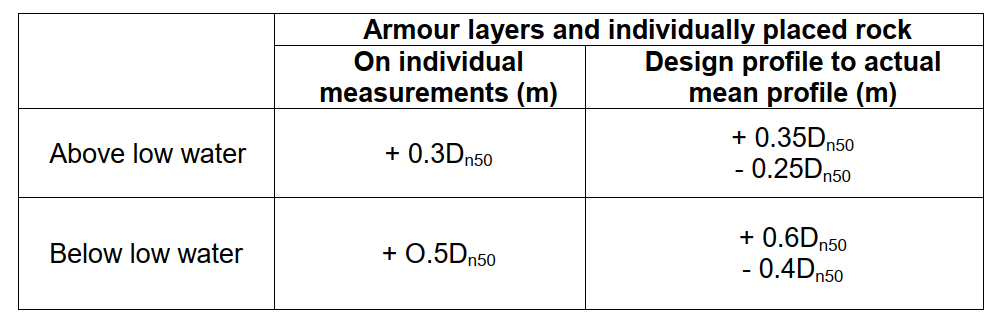 Armour layers and individually placed rock
On individual
measurements (m)
Design profile to actual
mean profile (m)
Above low water
+ 0.3Dn50
+ 0.35Dn50
- 0.25Dn50
Below low water
+ O.5Dn50
+ 0.6Dn50
- 0.4Dn50